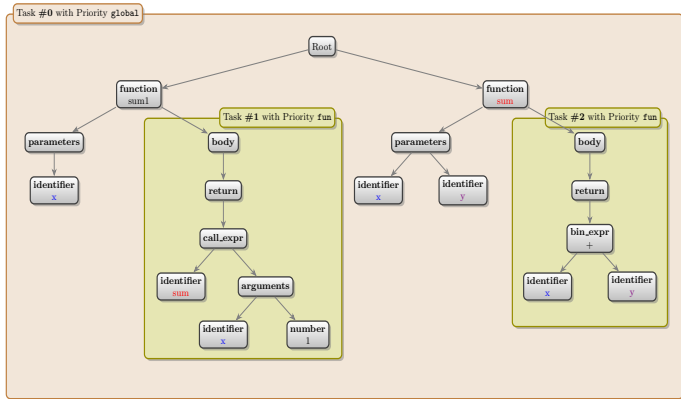 Task #0 with Priority global
Root
function
sum1
function
sum
Task #1 with Priority fun
Task #2 with Priority fun
parameters
body
parameters
body
identifier
x
return
identifier
x
identifier
y
return
call_expr
bin_expr
+
identifier
sum
arguments
identifier
x
identifier
y
identifier
x
number
1